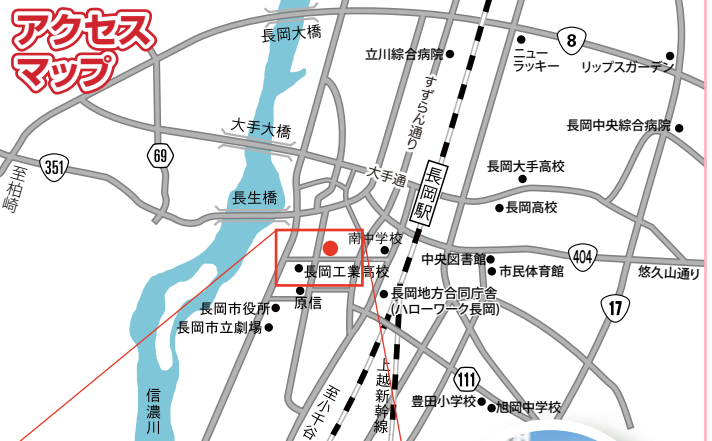 アクセス
マップ
長岡大橋
立川綜合病院
ニュー
ラッキー
8
リップスガーデン
すずらん通り
大手大橋
長岡中央綜合病院
69
351
至柏崎
大手通
長岡駅
長岡大手高校
長生橋
長岡高校
南中学校
中央図書館
市民体育館
404
悠久山通り
長岡工業高校
原信
長岡地方合同庁舎
(ハローワーク長岡)
17
長岡市役所
長岡市立劇場
信濃川
至小千谷
上越新幹線
111
豊田小学校
旭岡中学校